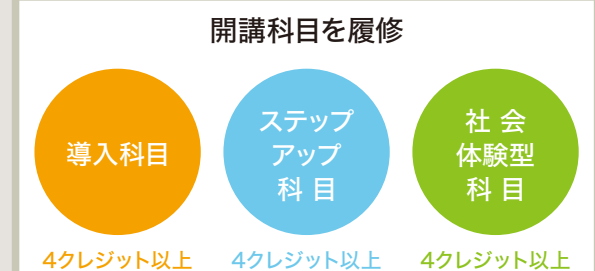 開講科目を履修
導入科目
ステップ
アップ
科 目
社 会
体験型
科 目
4クレジット以上
4クレジット以上
4クレジット以上